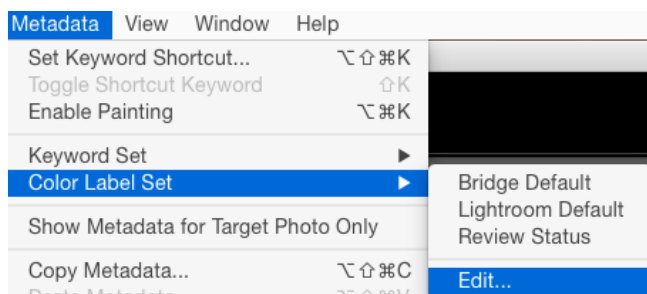 Metadata View Window Help
Set Keyword Shortcut... ⌥⇧⌘K
Toggle Shortcut Keyword ⇧K
Enable Painting ⌥⌘K
Keyword Set ▶
Color Label Set ▶
Bridge Default
Lightroom Default
Review Status
Edit...
Show Metadata for Target Photo Only
Copy Metadata... ⌥⇧⌘C